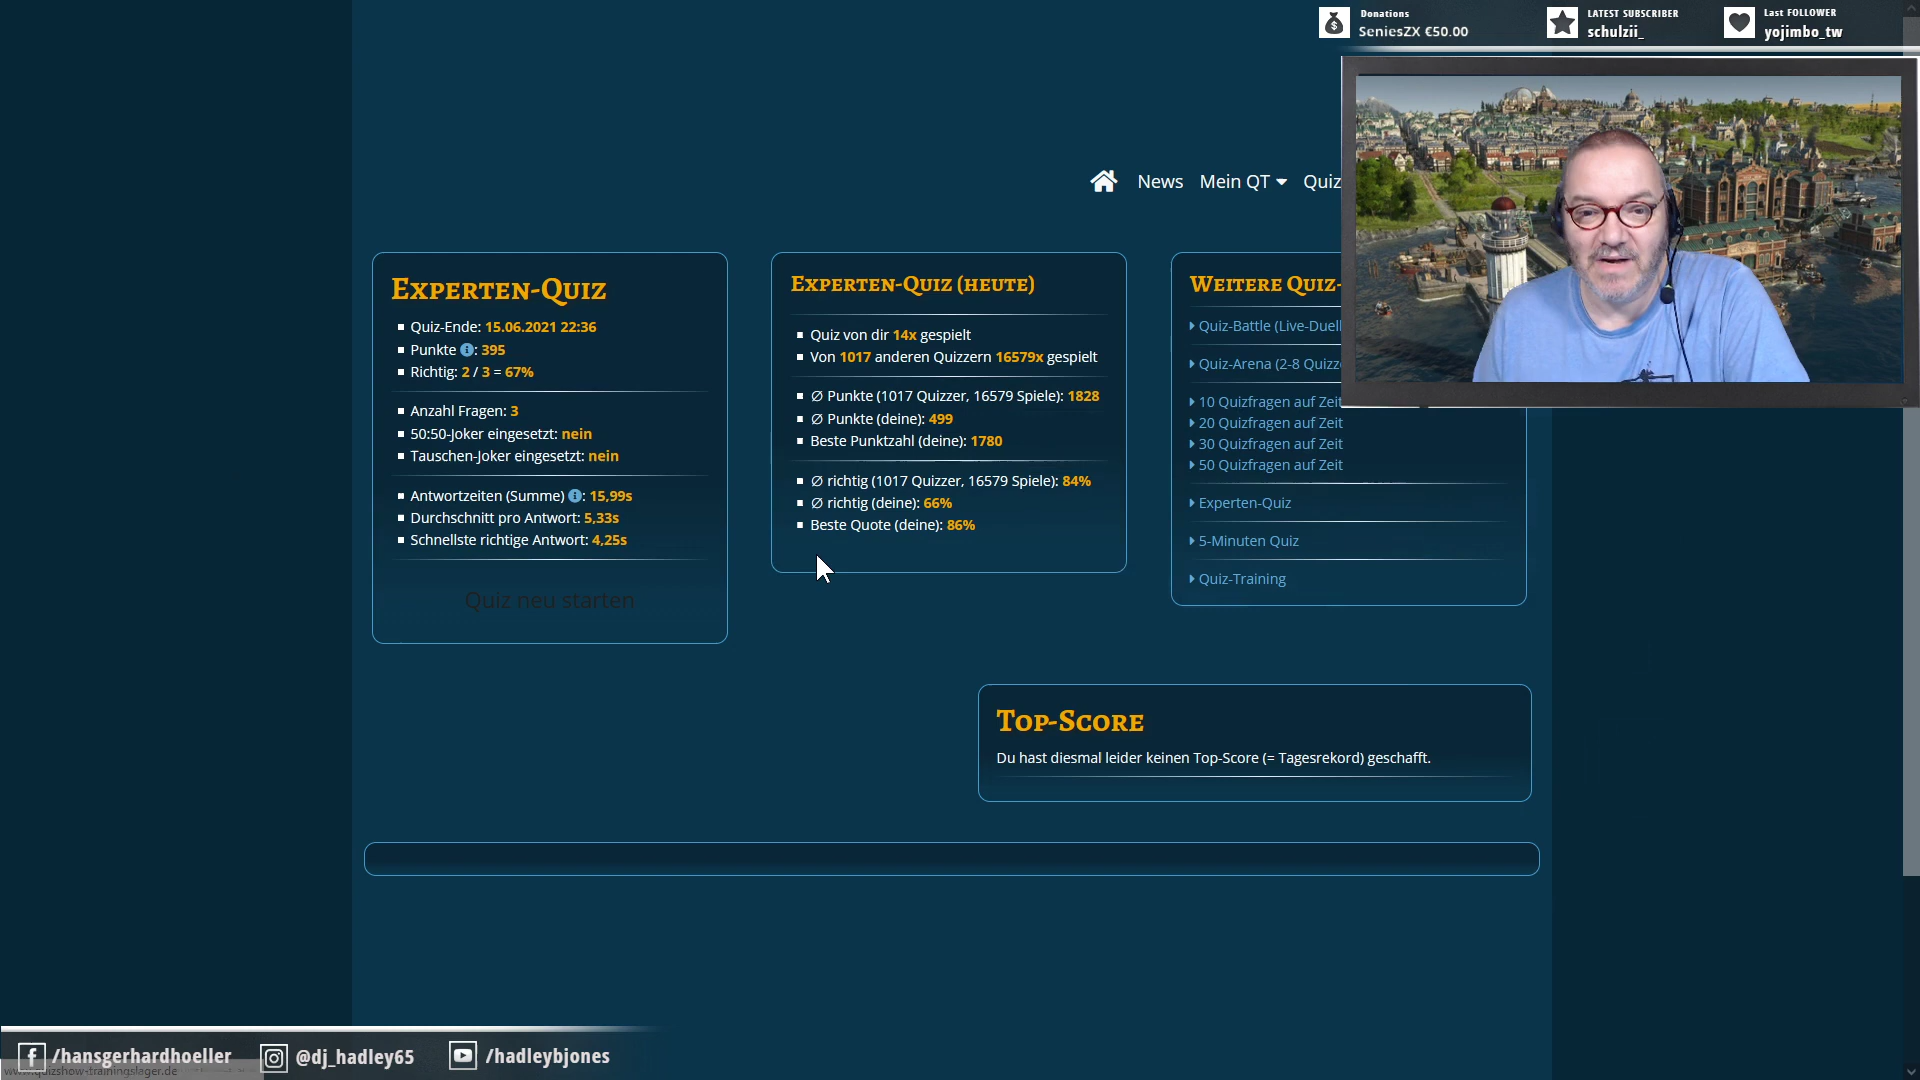 Donations
SeniesZX €50.00
LATEST SUBSCRIBER
schulzii_
Last FOLLOWER
yojimbo_tw
News
Mein QT
Quiz
Experten-Quiz
Quiz-Ende: 15.06.2021 22:36
Punkte i: 395
Richtig: 2 / 3 = 67%
Anzahl Fragen: 3
50:50-Joker eingesetzt: nein
Tauschen-Joker eingesetzt: nein
Antwortzeiten (Summe) i: 15,99s
Durchschnitt pro Antwort: 5,33s
Schnellste richtige Antwort: 4,25s
Quiz neu starten
Experten-Quiz (heute)
Quiz von dir 14x gespielt
Von 1017 anderen Quizzern 16579x gespielt
∅ Punkte (1017 Quizzer, 16579 Spiele): 1828
∅ Punkte (deine): 499
Beste Punktzahl (deine): 1780
∅ richtig (1017 Quizzer, 16579 Spiele): 84%
∅ richtig (deine): 66%
Beste Quote (deine): 86%
Weitere Quiz-
Quiz-Battle (Live-Duell
Quiz-Arena (2-8 Quizze
10 Quizfragen auf Zeit
20 Quizfragen auf Zeit
30 Quizfragen auf Zeit
50 Quizfragen auf Zeit
Experten-Quiz
5-Minuten Quiz
Quiz-Training
Top-Score
Du hast diesmal leider keinen Top-Score (= Tagesrekord) geschafft.
/hansgerhardhoeller
@dj_hadley65
/hadleybjones
www.quizshow-trainingslager.de